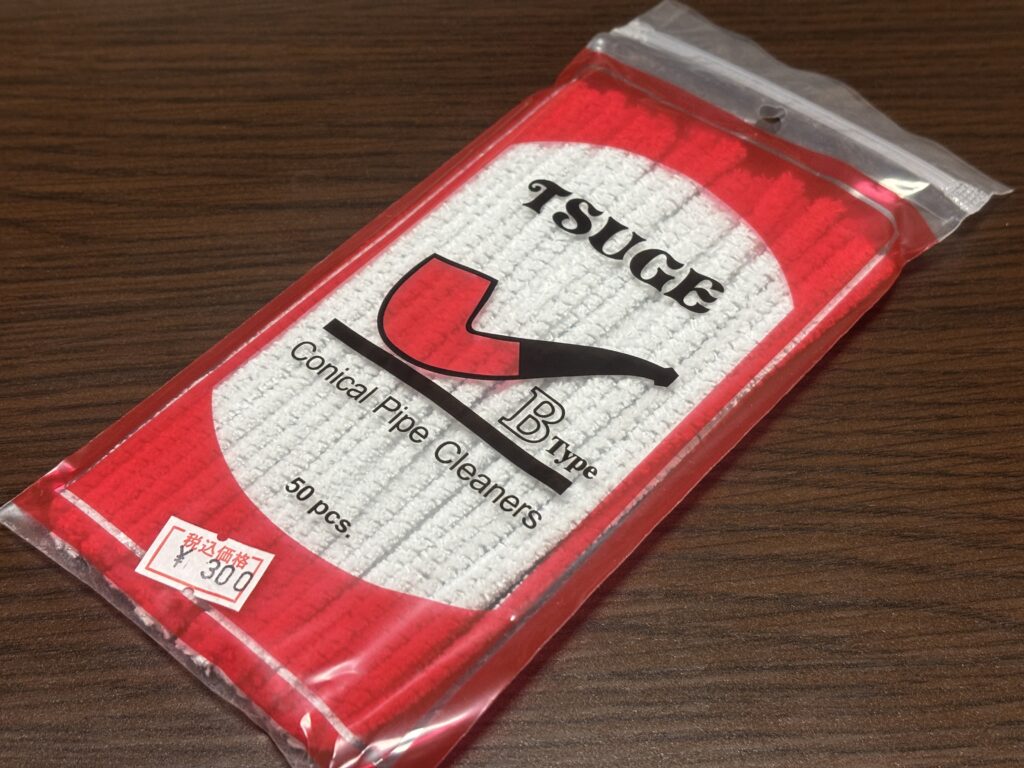 TSUGE
B Type
Conical Pipe Cleaners
50 pcs.
税込価格
¥ 300